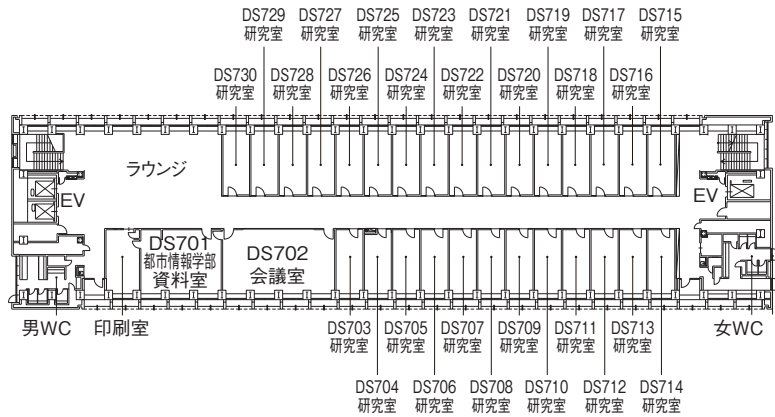 DS729
研究室
DS727
研究室
DS725
研究室
DS723
研究室
DS721
研究室
DS719
研究室
DS717
研究室
DS715
研究室
DS730
研究室
DS728
研究室
DS726
研究室
DS724
研究室
DS722
研究室
DS720
研究室
DS718
研究室
DS716
研究室
ラウンジ
EV
EV
DS701
都市情報学部
資料室
DS702
会議室
男WC
印刷室
女WC
DS703
研究室
DS705
研究室
DS707
研究室
DS709
研究室
DS711
研究室
DS713
研究室
DS704
研究室
DS706
研究室
DS708
研究室
DS710
研究室
DS712
研究室
DS714
研究室